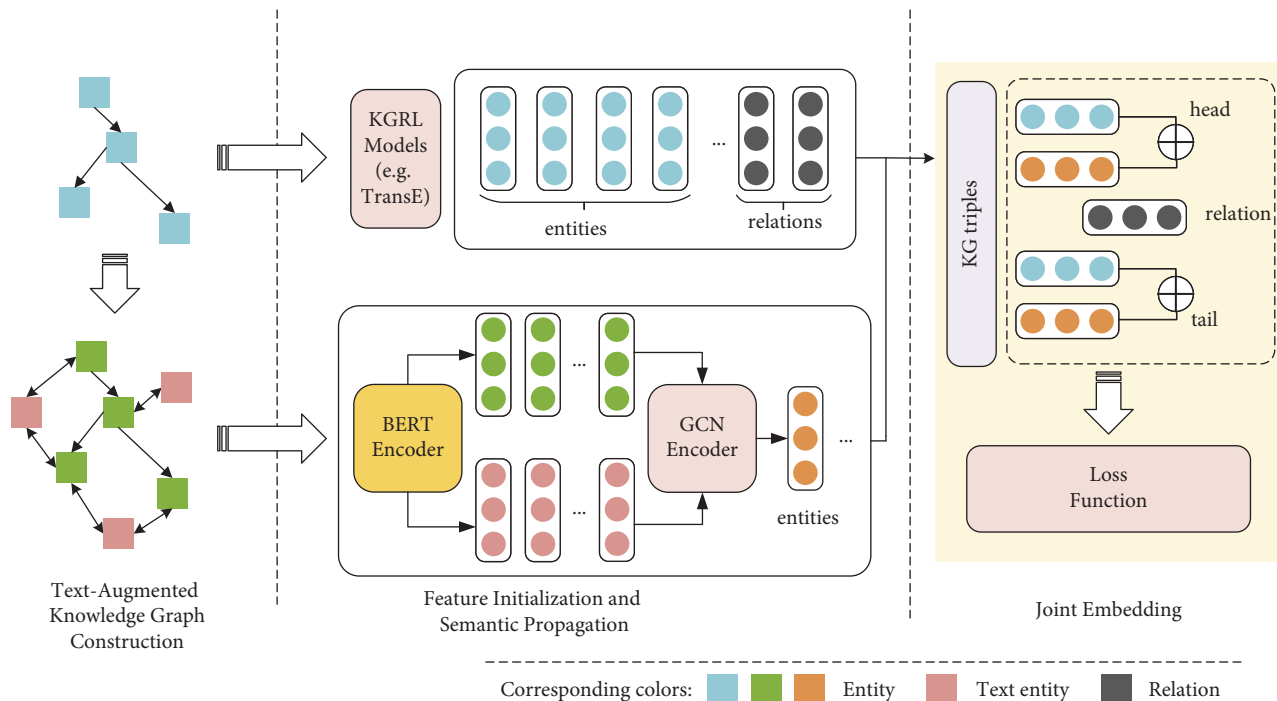 KGRL
Models
(e.g.
TransE)
...
entities
relations
BERT
Encoder
...
...
GCN
Encoder
...
entities
KG triples
head
relation
tail
Loss
Function
Text-Augmented
Knowledge Graph
Construction
Feature Initialization and
Semantic Propagation
Joint Embedding
Corresponding colors: Entity Text entity Relation